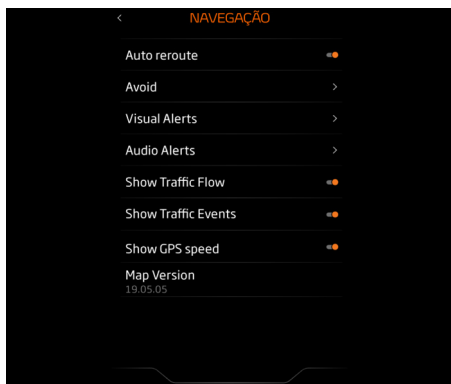 NAVEGAÇÃO
Auto reroute
Avoid
Visual Alerts
Audio Alerts
Show Traffic Flow
Show Traffic Events
Show GPS speed
Map Version
19.05.05